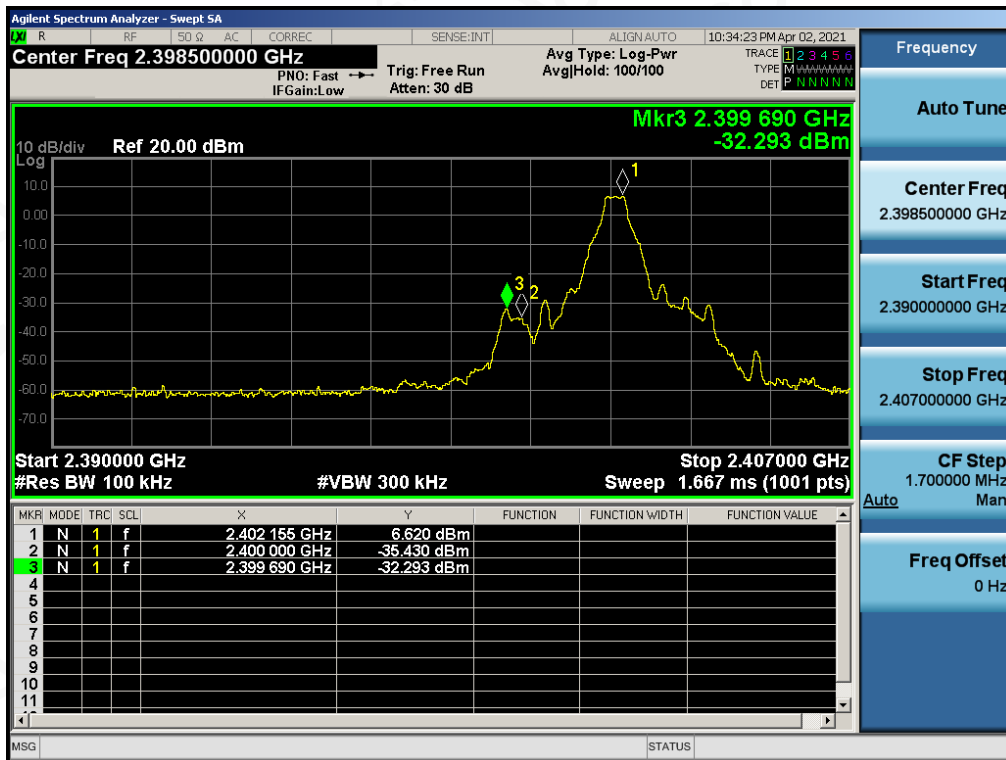 Agilent Spectrum Analyzer - Swept SA
LXI R RF 50 Ω AC CORREC SENSE:INT ALIGN AUTO 10:34:23 PM Apr 02, 2021
Center Freq 2.398500000 GHz
PNO: Fast
IFGain:Low
Trig: Free Run
Atten: 30 dB
Avg Type: Log-Pwr
Avg|Hold: 100/100
TRACE 1 2 3 4 5 6
TYPE M
DET P N N N N N
Mkr3 2.399 690 GHz
-32.293 dBm
10 dB/div Ref 20.00 dBm
Log
10.0
0.00
-10.0
-20.0
-30.0
-40.0
-50.0
-60.0
-70.0
1
3
2
Start 2.390000 GHz Stop 2.407000 GHz
#Res BW 100 kHz #VBW 300 kHz Sweep 1.667 ms (1001 pts)
MKR MODE TRC SCL X Y FUNCTION FUNCTION WIDTH FUNCTION VALUE
1 N 1 f 2.402 155 GHz 6.620 dBm
2 N 1 f 2.400 000 GHz -35.430 dBm
3 N 1 f 2.399 690 GHz -32.293 dBm
4
5
6
7
8
9
10
11
MSG STATUS
Frequency
Auto Tune
Center Freq
2.398500000 GHz
Start Freq
2.390000000 GHz
Stop Freq
2.407000000 GHz
CF Step
1.700000 MHz
Auto Man
Freq Offset
0 Hz